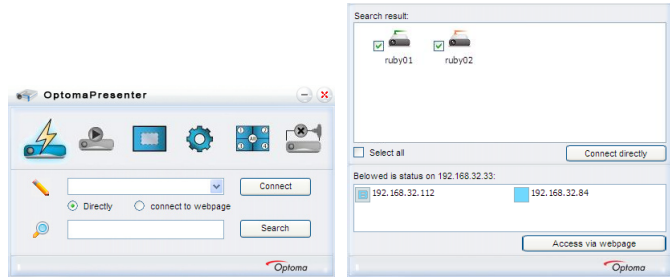 OptomaPresenter
Connect
Directly
connect to webpage
Search
Optoma
Search result:
ruby01
ruby02
Select all
Connect directly
Belowed is status on 192.168.32.33:
192.168.32.112
192.168.32.84
Access via webpage
Optoma